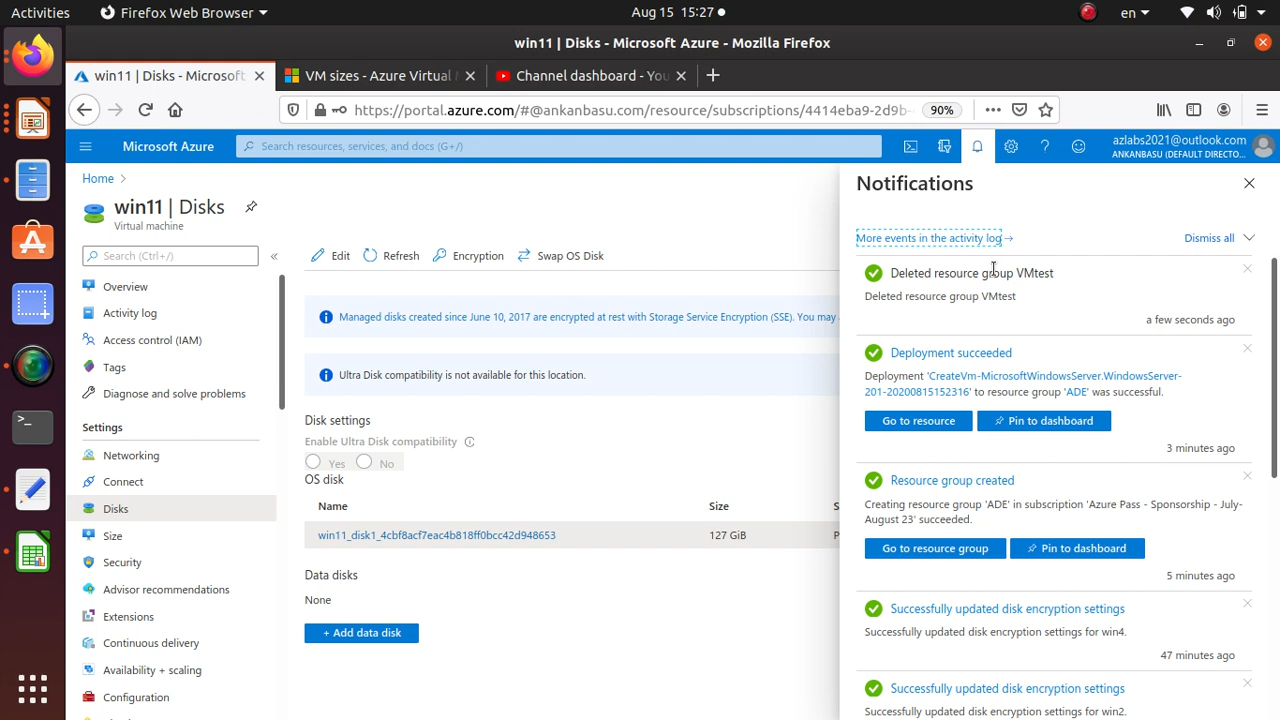 Activities
Firefox Web Browser
Aug 15 15:27
en
win11 | Disks - Microsoft Azure - Mozilla Firefox
win11 | Disks - Microsoft
VM sizes - Azure Virtual
Channel dashboard - You
https://portal.azure.com/#@ankanbasu.com/resource/subscriptions/4414eba9-2d9b-
90%
Microsoft Azure
Search resources, services, and docs (G+/)
azlabs2021@outlook.com
ANKANBASU (DEFAULT DIRECTO...
Home
win11 | Disks
Virtual machine
Search (Ctrl+/)
Overview
Activity log
Access control (IAM)
Tags
Diagnose and solve problems
Settings
Networking
Connect
Disks
Size
Security
Advisor recommendations
Extensions
Continuous delivery
Availability + scaling
Configuration
Edit
Refresh
Encryption
Swap OS Disk
Managed disks created since June 10, 2017 are encrypted at rest with Storage Service Encryption (SSE). You may
Ultra Disk compatibility is not available for this location.
Disk settings
Enable Ultra Disk compatibility
Yes
No
OS disk
Name
Size
S
win11_disk1_4cbf8acf7eac4b818ff0bcc42d948653
127 GiB
P
Data disks
None
+ Add data disk
Notifications
More events in the activity log →
Dismiss all
Deleted resource group VMtest
Deleted resource group VMtest
a few seconds ago
Deployment succeeded
Deployment 'CreateVm-MicrosoftWindowsServer.WindowsServer-
201-20200815152316' to resource group 'ADE' was successful.
Go to resource
Pin to dashboard
3 minutes ago
Resource group created
Creating resource group 'ADE' in subscription 'Azure Pass - Sponsorship - July-
August 23' succeeded.
Go to resource group
Pin to dashboard
5 minutes ago
Successfully updated disk encryption settings
Successfully updated disk encryption settings for win4.
47 minutes ago
Successfully updated disk encryption settings
Successfully updated disk encryption settings for win2.